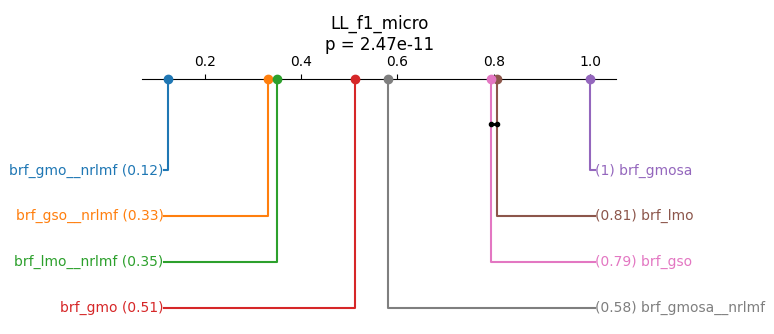 LL_f1_micro
p = 2.47e-11
0.2 0.4 0.6 0.8 1.0
brf_gmo__nrlmf (0.12) (1) brf_gmosa
brf_gso__nrlmf (0.33) (0.81) brf_lmo
brf_lmo__nrlmf (0.35) (0.79) brf_gso
brf_gmo (0.51) (0.58) brf_gmosa__nrlmf